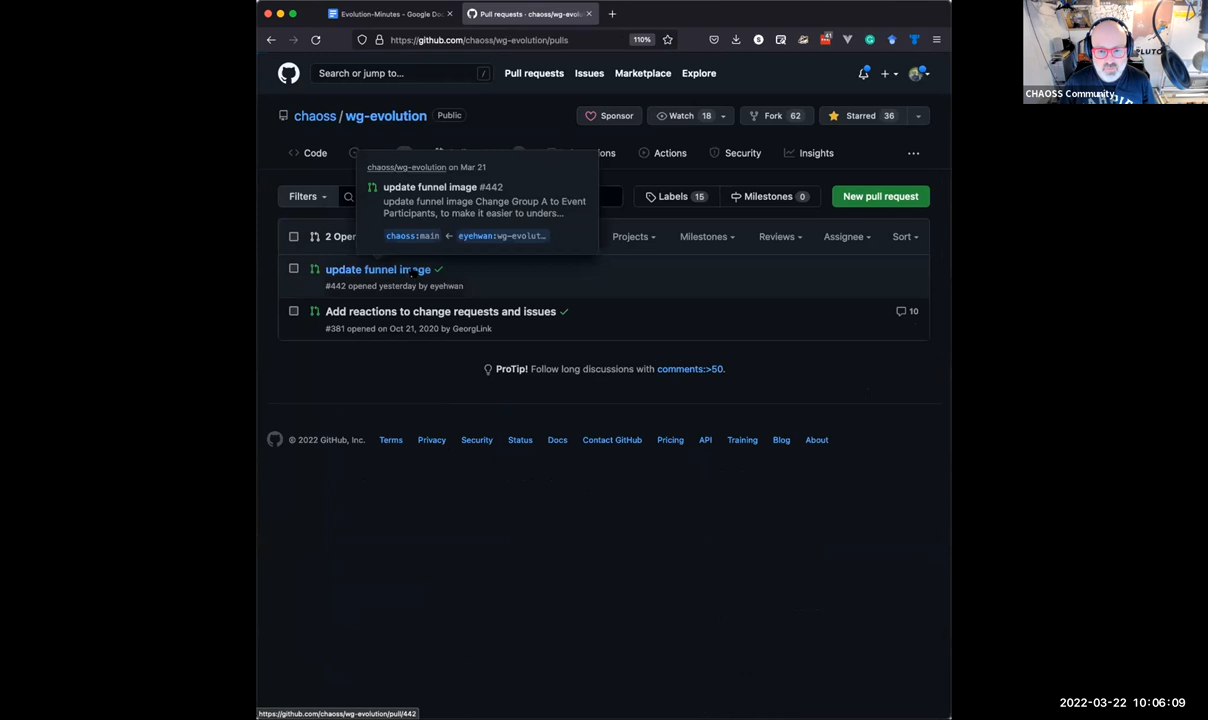 Evolution-Minutes - Google Do
Pull requests · chaoss/wg-evolu
https://github.com/chaoss/wg-evolution/pulls
110%
41
Search or jump to...
/
Pull requests
Issues
Marketplace
Explore
chaoss / wg-evolution
Public
Sponsor
Watch 18
Fork 62
Starred 36
Code
Actions
Security
Insights
chaoss/wg-evolution on Mar 21
update funnel image #442
update funnel image Change Group A to Event
Participants, to make it easier to unders...
chaoss:main ← eyehwan:wg-evolut…
Filters
Labels 15
Milestones 0
New pull request
2 Open
Projects
Milestones
Reviews
Assignee
Sort
update funnel image
#442 opened yesterday by eyehwan
Add reactions to change requests and issues
10
#381 opened on Oct 21, 2020 by GeorgLink
ProTip! Follow long discussions with comments:>50.
© 2022 GitHub, Inc.
Terms
Privacy
Security
Status
Docs
Contact GitHub
Pricing
API
Training
Blog
About
https://github.com/chaoss/wg-evolution/pull/442
CHAOSS Community
2022-03-22 10:06:09